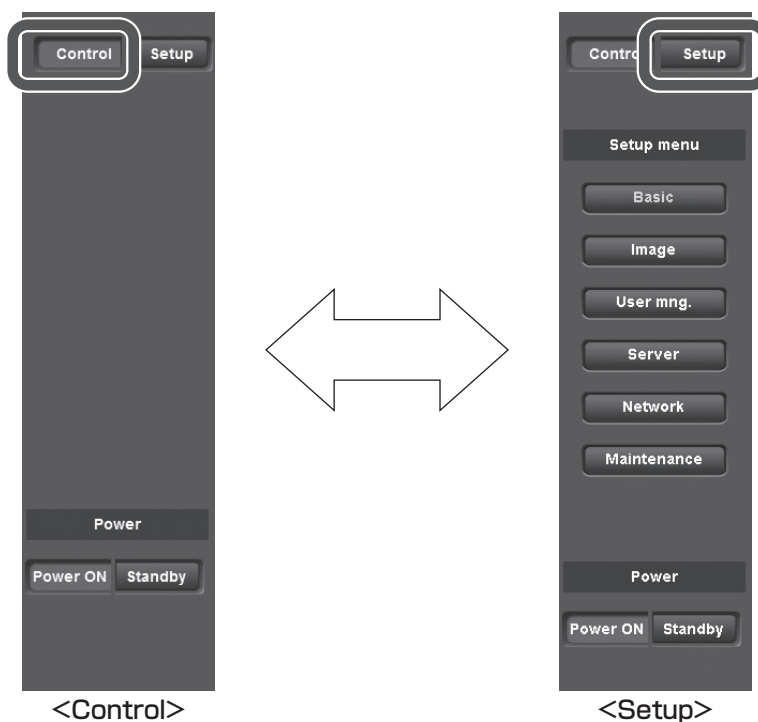 Control Setup
Power
Power ON Standby
<Control>
Contro Setup
Setup menu
Basic
Image
User mng.
Server
Network
Maintenance
Power
Power ON Standby
<Setup>